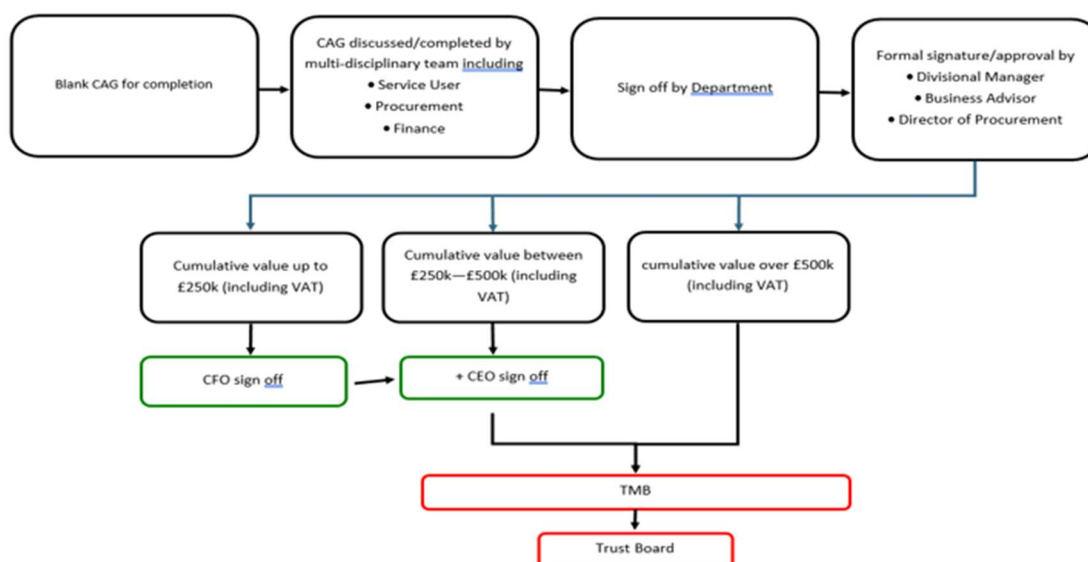 Blank CAG for completion
CAG discussed/completed by
multi-disciplinary team including
• Service User
• Procurement
• Finance
Sign off by Department
Formal signature/approval by
• Divisional Manager
• Business Advisor
• Director of Procurement
Cumulative value up to
£250k (including VAT)
Cumulative value between
£250k—£500k (including
VAT)
cumulative value over £500k
(including VAT)
CFO sign off
+ CEO sign off
TMB
Trust Board